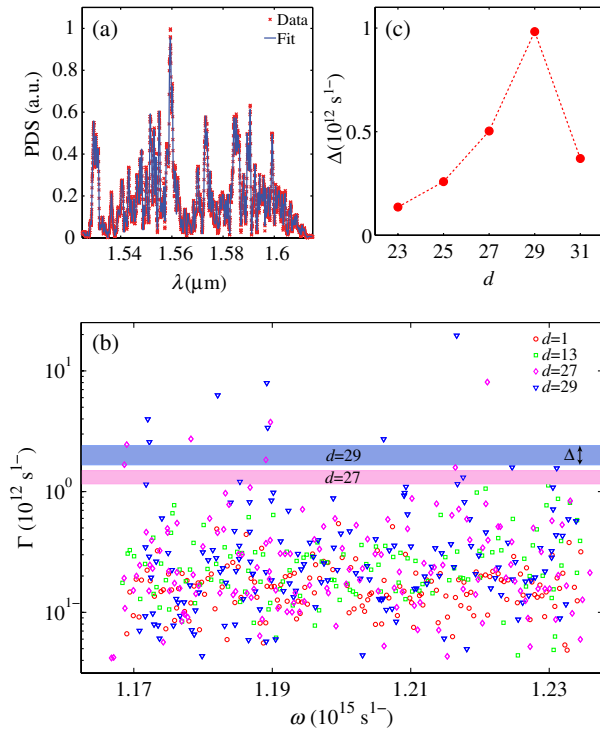 (a)
Data
Fit
PDS (a.u.)
1
0.8
0.6
0.4
0.2
0
1.54
1.56
1.58
1.6
λ(μm)
(c)
Δ(10¹² s¹⁻)
1
0.5
0
23
25
27
29
31
d
(b)
d=1
d=13
d=27
d=29
d=29
Δ
d=27
Γ (10¹² s¹⁻)
10¹
10⁰
10¹⁻
1.17
1.19
1.21
1.23
ω (10¹⁵ s¹⁻)